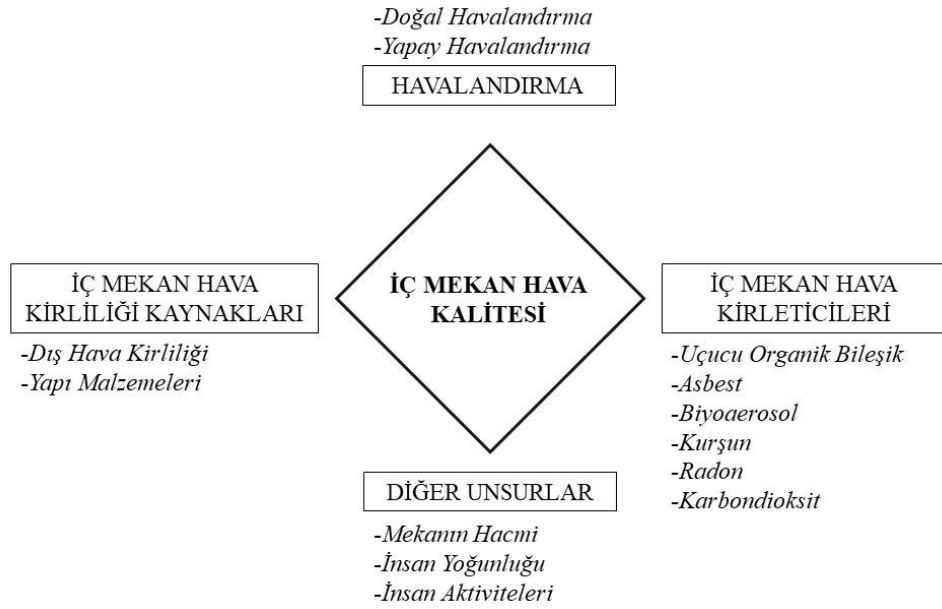 -Doğal Havalandırma
-Yapay Havalandırma
HAVALANDIRMA
İÇ MEKAN HAVA
KİRLİLİĞİ KAYNAKLARI
-Dış Hava Kirliliği
-Yapı Malzemeleri
İÇ MEKAN HAVA
KALİTESİ
İÇ MEKAN HAVA
KİRLETİCİLERİ
-Uçucu Organik Bileşik
-Asbest
-Biyoaerosol
-Kurşun
-Radon
-Karbondioksit
DİĞER UNSURLAR
-Mekanın Hacmi
-İnsan Yoğunluğu
-İnsan Aktiviteleri